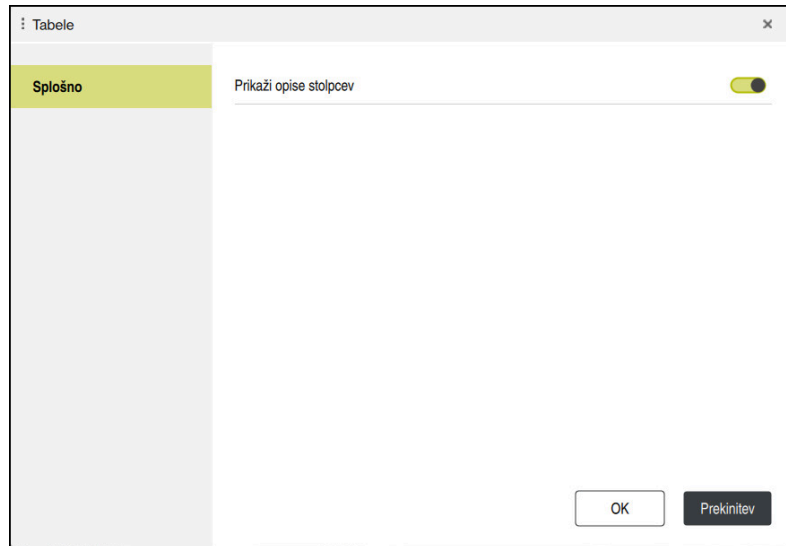 Tabele
Splošno
Prikaži opise stolpcev
OK
Prekinitev